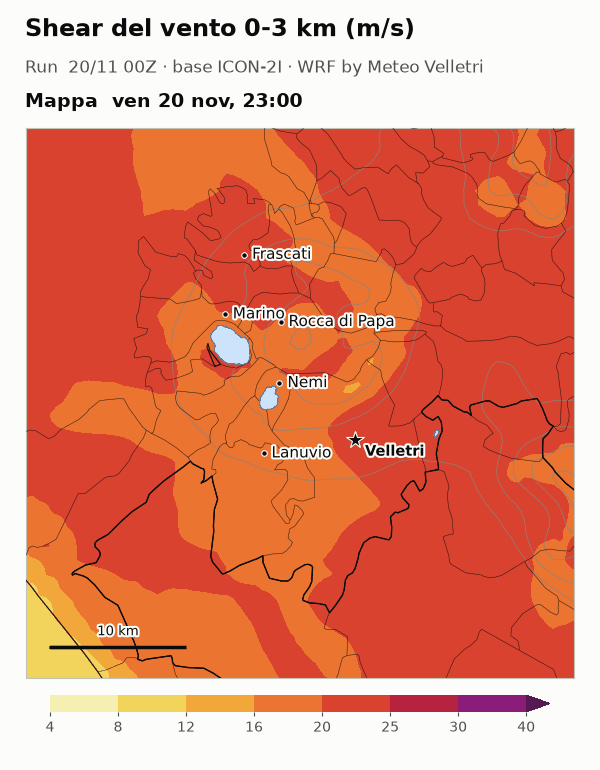 Shear del vento 0-3 km (m/s)
Run  20/11 00Z · base ICON-2I · WRF by Meteo Velletri
Mappa  ven 20 nov, 23:00
Frascati
Marino
Rocca di Papa
Nemi
Velletri
Lanuvio
10 km
4 8 12 16 20 25 30 40